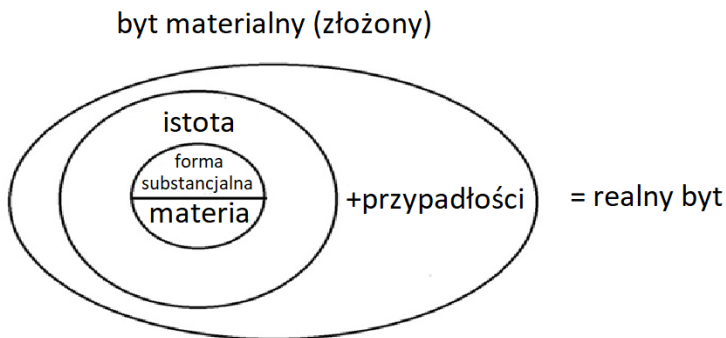 byt materialny (złożony)
istota
forma
substancjalna
materia
+przypadłości
= realny byt